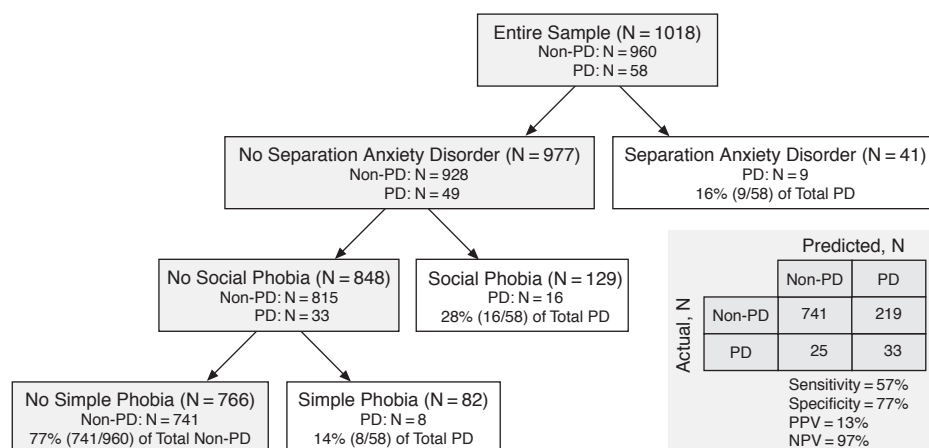 Entire Sample (N = 1018)
Non-PD: N = 960
PD: N = 58
No Separation Anxiety Disorder (N = 977)
Non-PD: N = 928
PD: N = 49
Separation Anxiety Disorder (N = 41)
PD: N = 9
16% (9/58) of Total PD
No Social Phobia (N = 848)
Non-PD: N = 815
PD: N = 33
Social Phobia (N = 129)
PD: N = 16
28% (16/58) of Total PD
No Simple Phobia (N = 766)
Non-PD: N = 741
77% (741/960) of Total Non-PD
Simple Phobia (N = 82)
PD: N = 8
14% (8/58) of Total PD
Predicted, N
Non-PD PD
Actual, N
Non-PD 741 219
PD 25 33
Sensitivity = 57%
Specificity = 77%
PPV = 13%
NPV = 97%